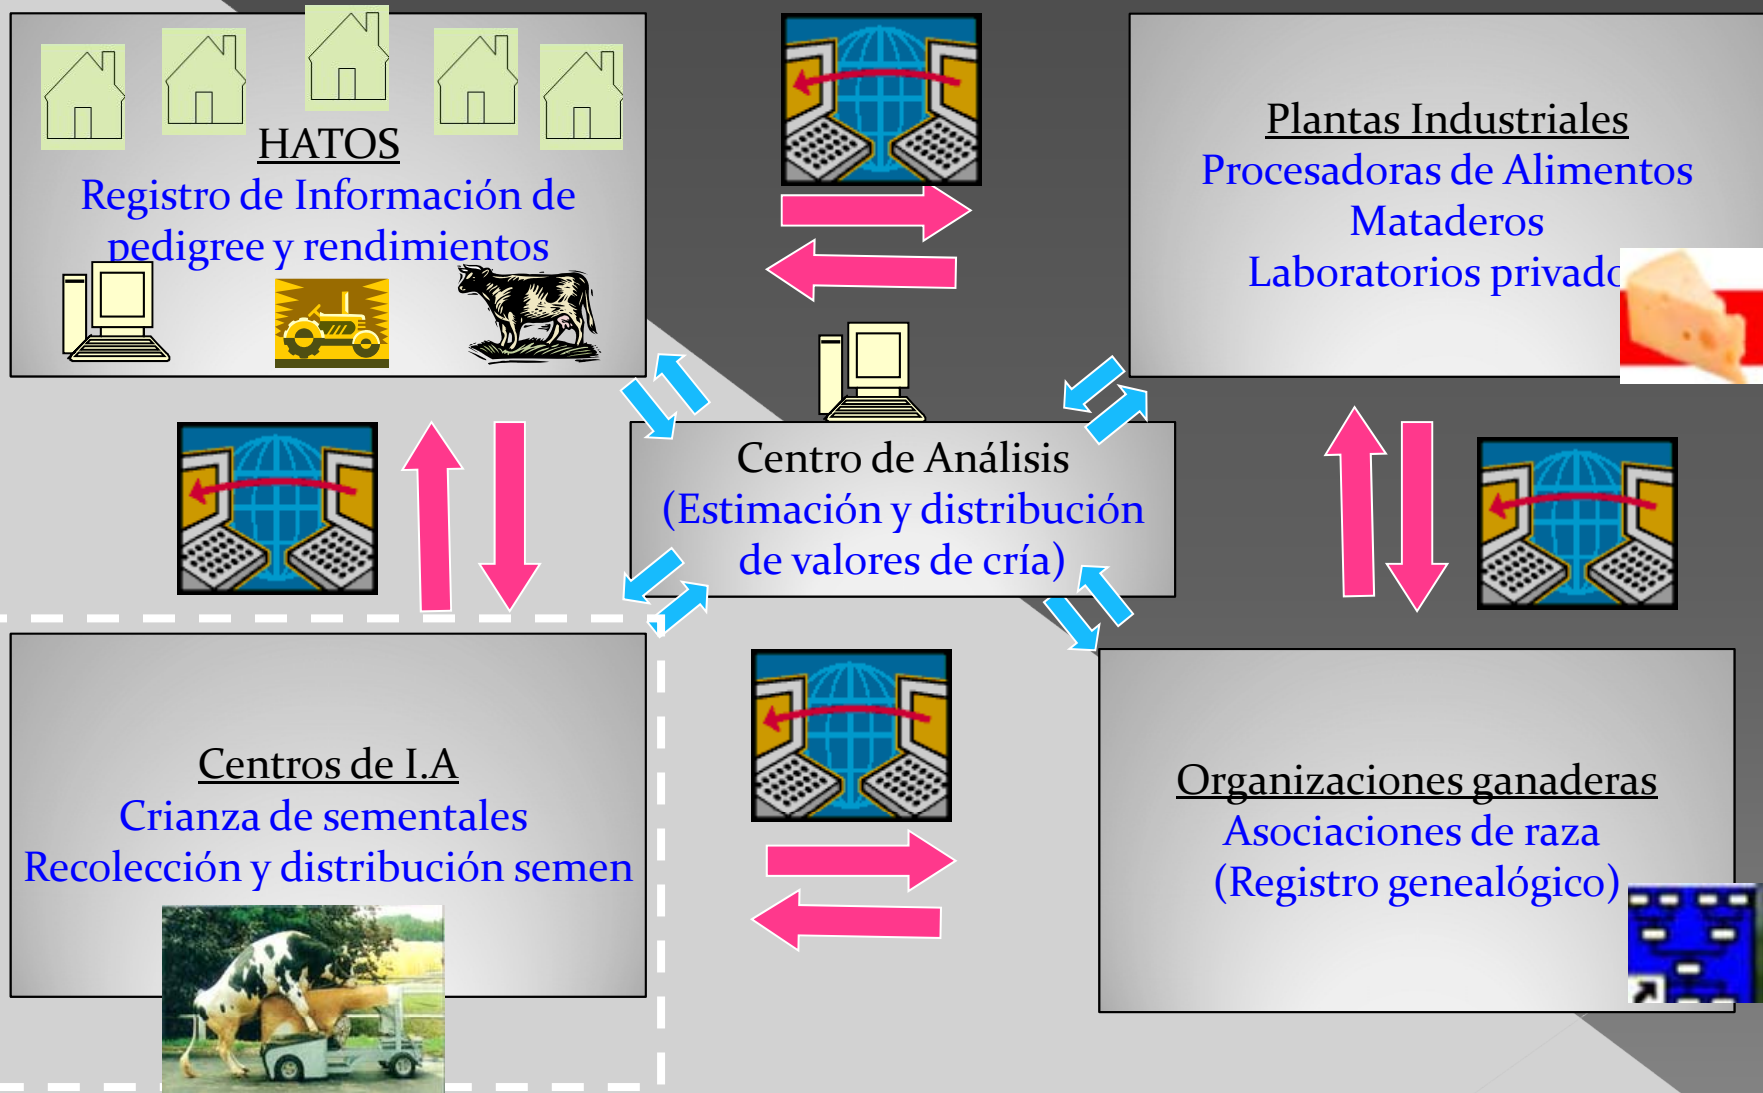 HATOS
Registro de Información de
pedigree y rendimientos
Plantas Industriales
Procesadoras de Alimentos
Mataderos
Laboratorios privado
Centro de Análisis
(Estimación y distribución
de valores de cría)
Centros de I.A
Crianza de sementales
Recolección y distribución semen
Organizaciones ganaderas
Asociaciones de raza
(Registro genealógico)